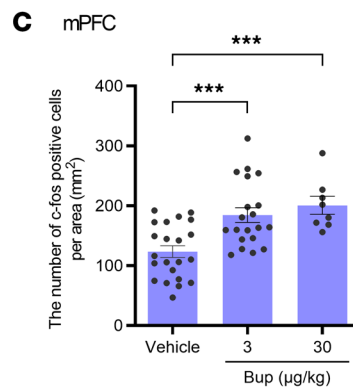 C mPFC
***
***
The number of c-fos positive cells
per area (mm²)
400
300
200
100
0
Vehicle 3 30
Bup (μg/kg)